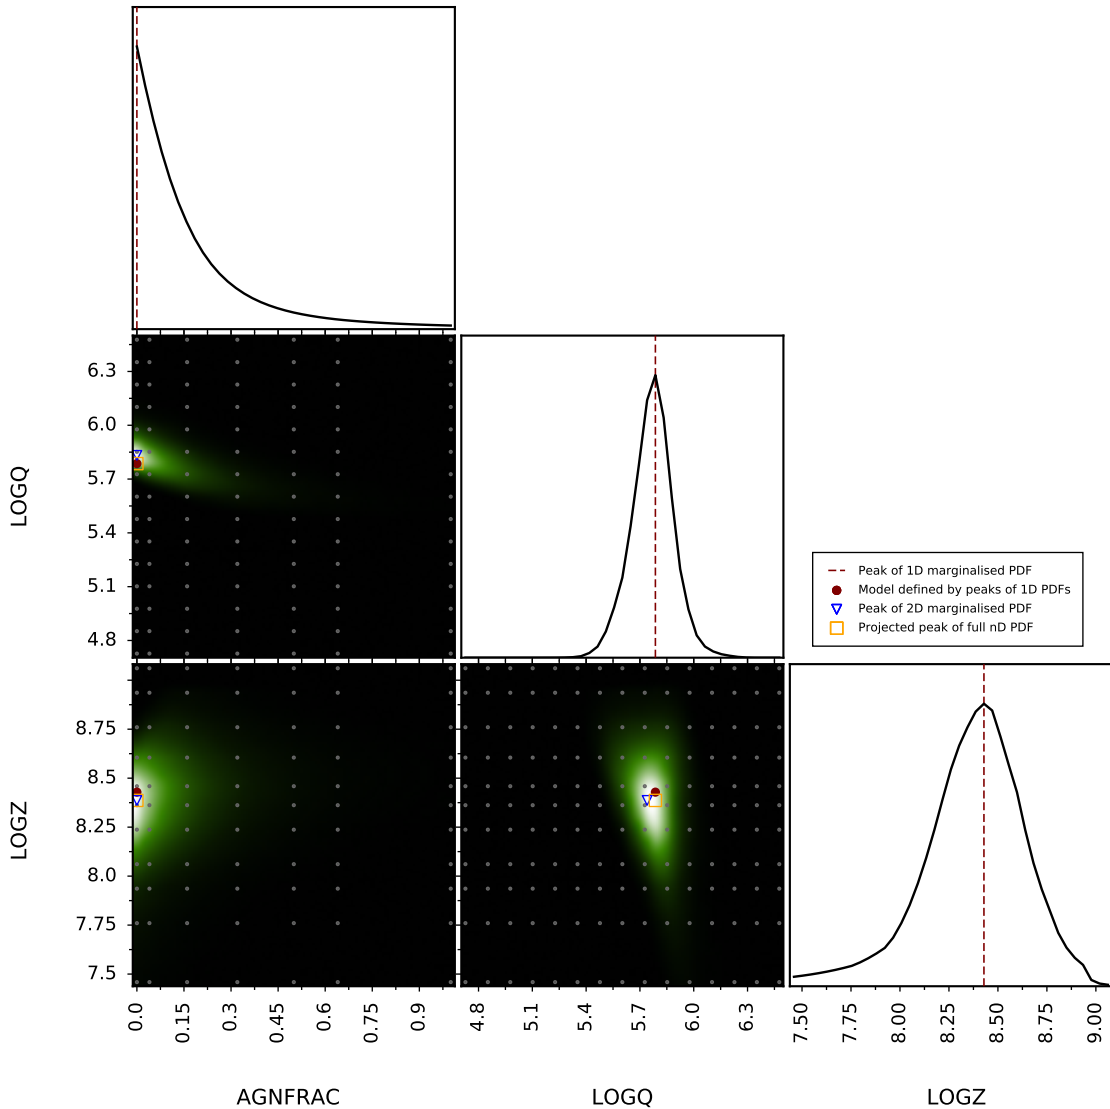 6.3
6.0
5.7
5.4
5.1
4.8
LOGQ
Peak of 1D marginalised PDF
Model defined by peaks of 1D PDFs
Peak of 2D marginalised PDF
Projected peak of full nD PDF
8.75
8.5
8.25
8.0
7.75
7.5
LOGZ
0.0 0.15 0.3 0.45 0.6 0.75 0.9
4.8 5.1 5.4 5.7 6.0 6.3
7.50 7.75 8.00 8.25 8.50 8.75 9.00
AGNFRAC LOGQ LOGZ